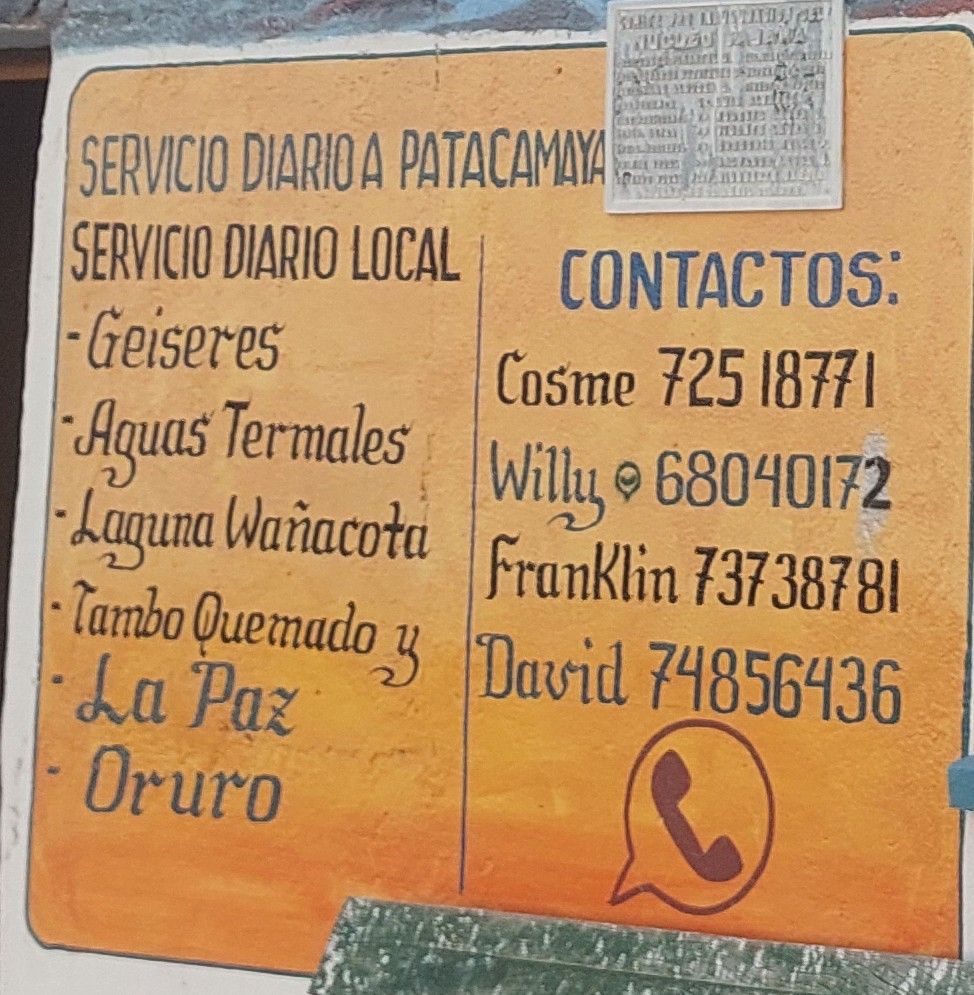 SERVICIO DIARIO A PATACAMAYA
SERVICIO DIARIO LOCAL
- Geiseres
- Aguas Termales
- Laguna Wañacota
- Tambo Quemado y
- La Paz
- Oruro
CONTACTOS:
Cosme 72518771
Willy 68040172
FranKlin 73738781
David 74856436